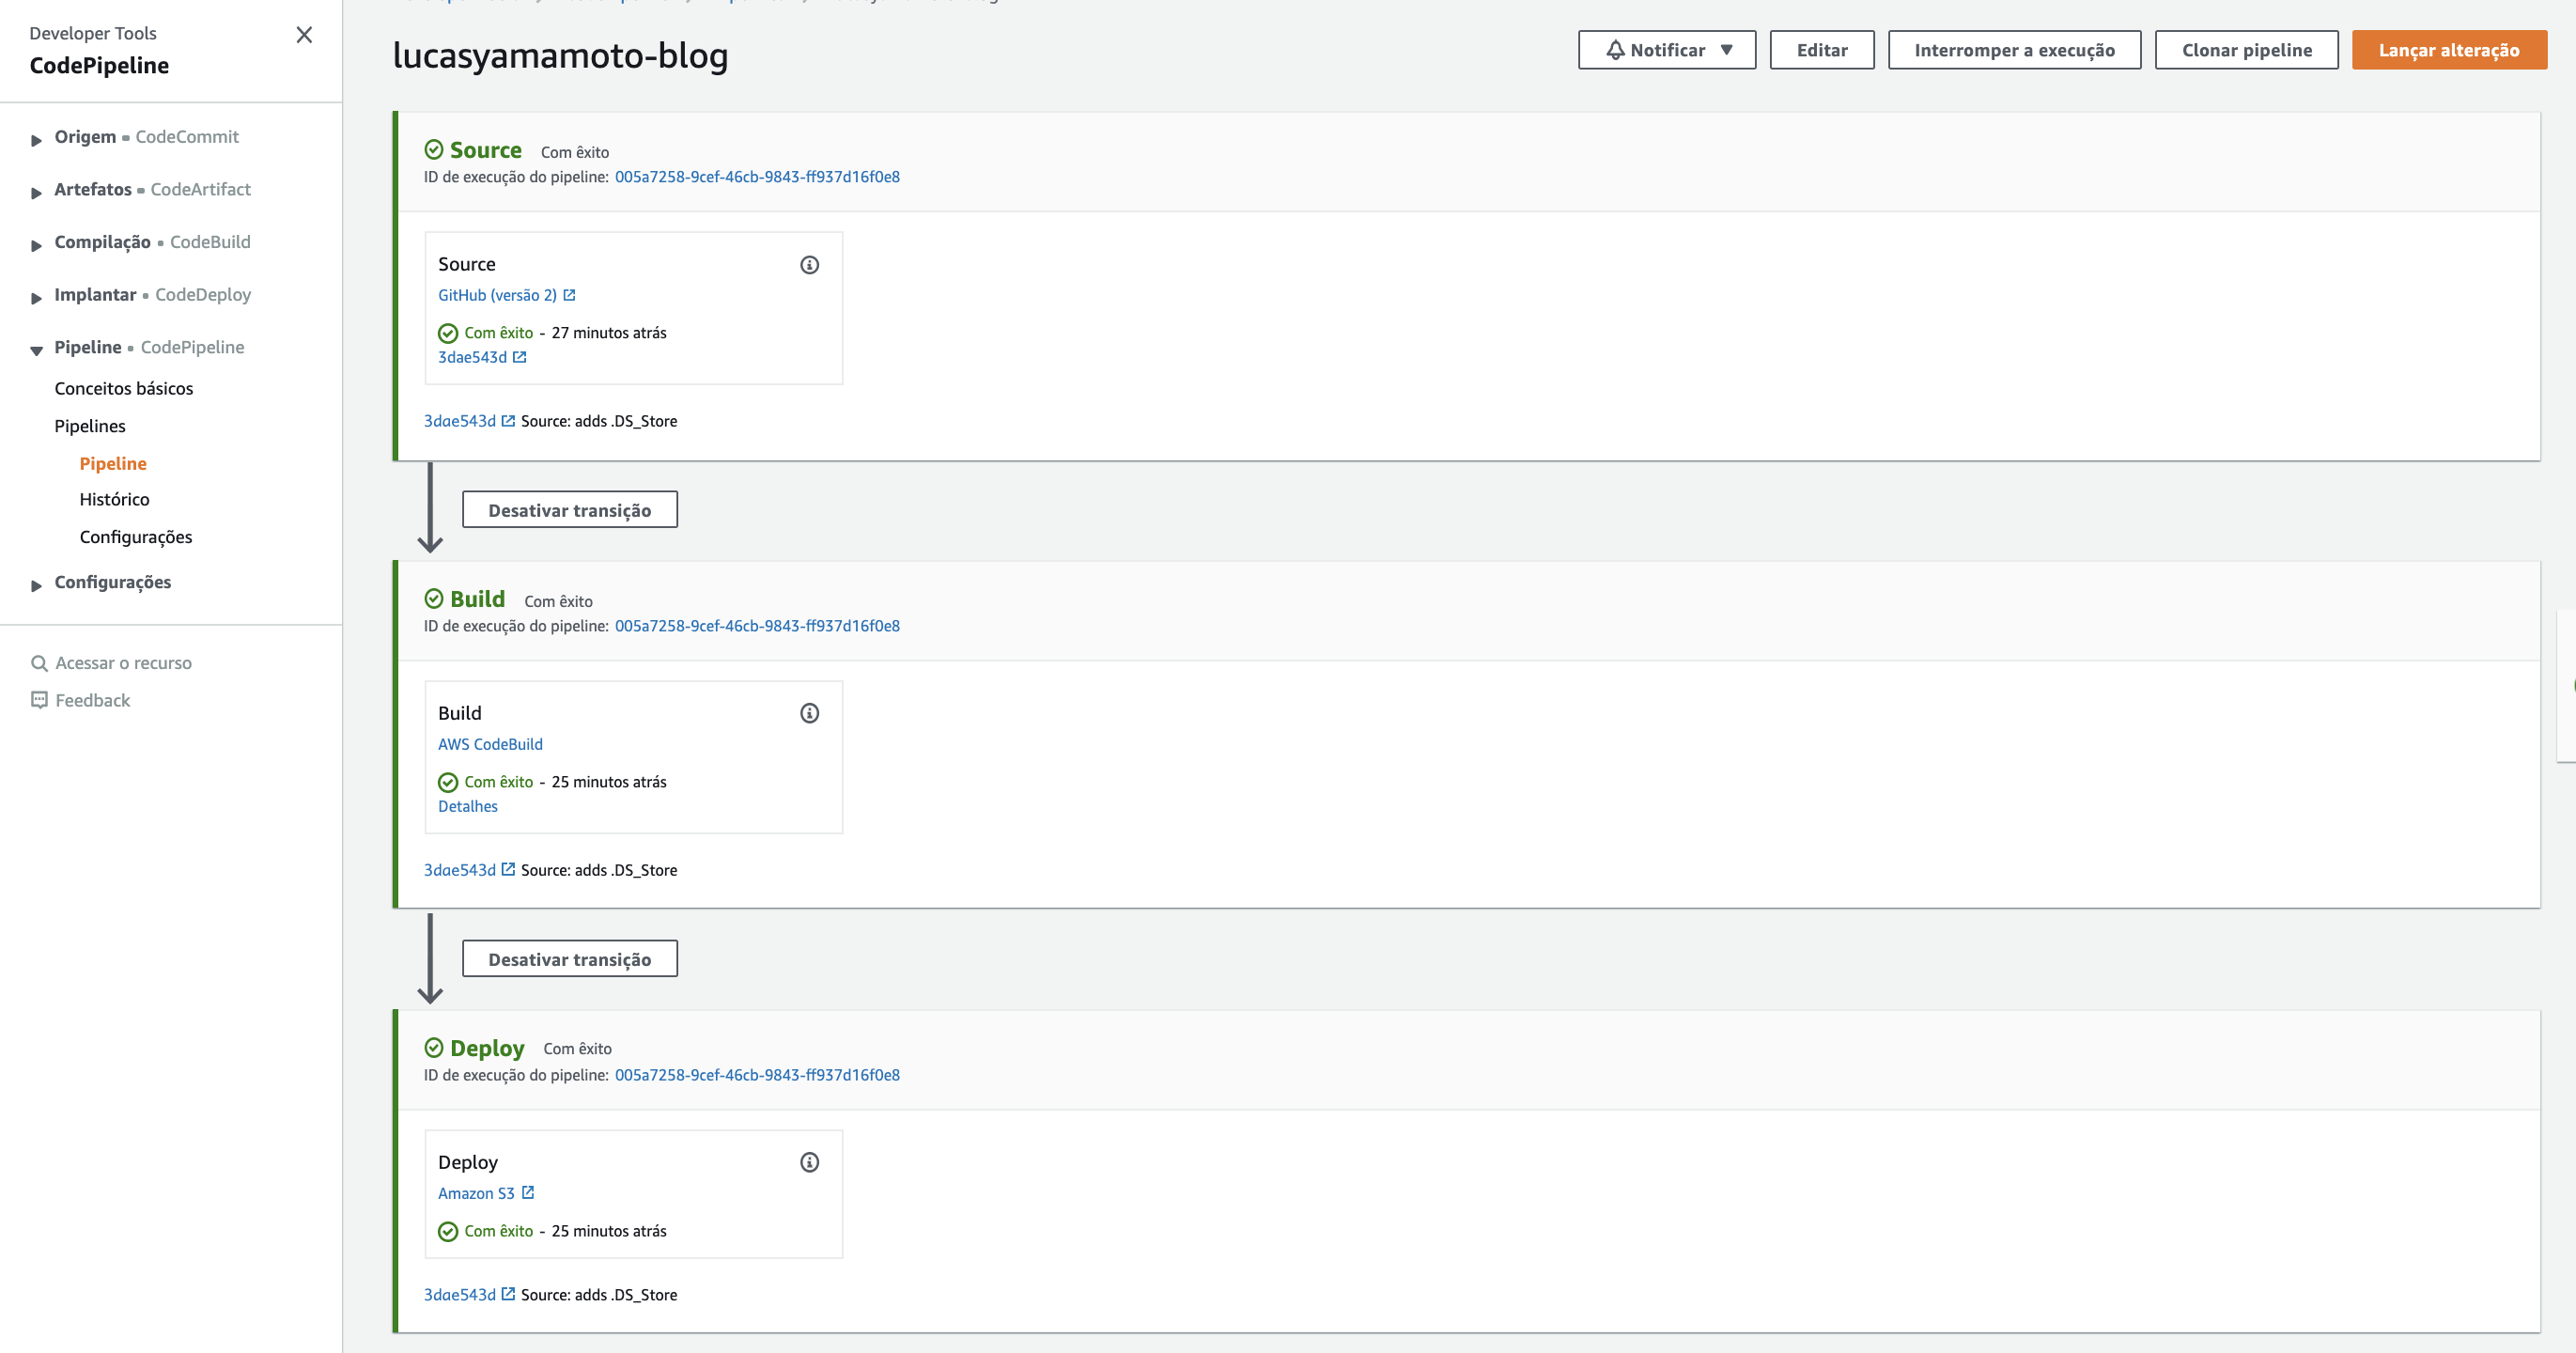 Developer Tools
CodePipeline
Origem • CodeCommit
Artefatos • CodeArtifact
Compilação • CodeBuild
Implantar • CodeDeploy
Pipeline • CodePipeline
Conceitos básicos
Pipelines
Pipeline
Histórico
Configurações
Configurações
Acessar o recurso
Feedback
lucasyamamoto-blog
Notificar
Editar
Interromper a execução
Clonar pipeline
Lançar alteração
Source Com êxito
ID de execução do pipeline: 005a7258-9cef-46cb-9843-ff937d16f0e8
Source
GitHub (versão 2)
Com êxito - 27 minutos atrás
3dae543d
3dae543d Source: adds .DS_Store
Desativar transição
Build Com êxito
ID de execução do pipeline: 005a7258-9cef-46cb-9843-ff937d16f0e8
Build
AWS CodeBuild
Com êxito - 25 minutos atrás
Detalhes
3dae543d Source: adds .DS_Store
Desativar transição
Deploy Com êxito
ID de execução do pipeline: 005a7258-9cef-46cb-9843-ff937d16f0e8
Deploy
Amazon S3
Com êxito - 25 minutos atrás
3dae543d Source: adds .DS_Store